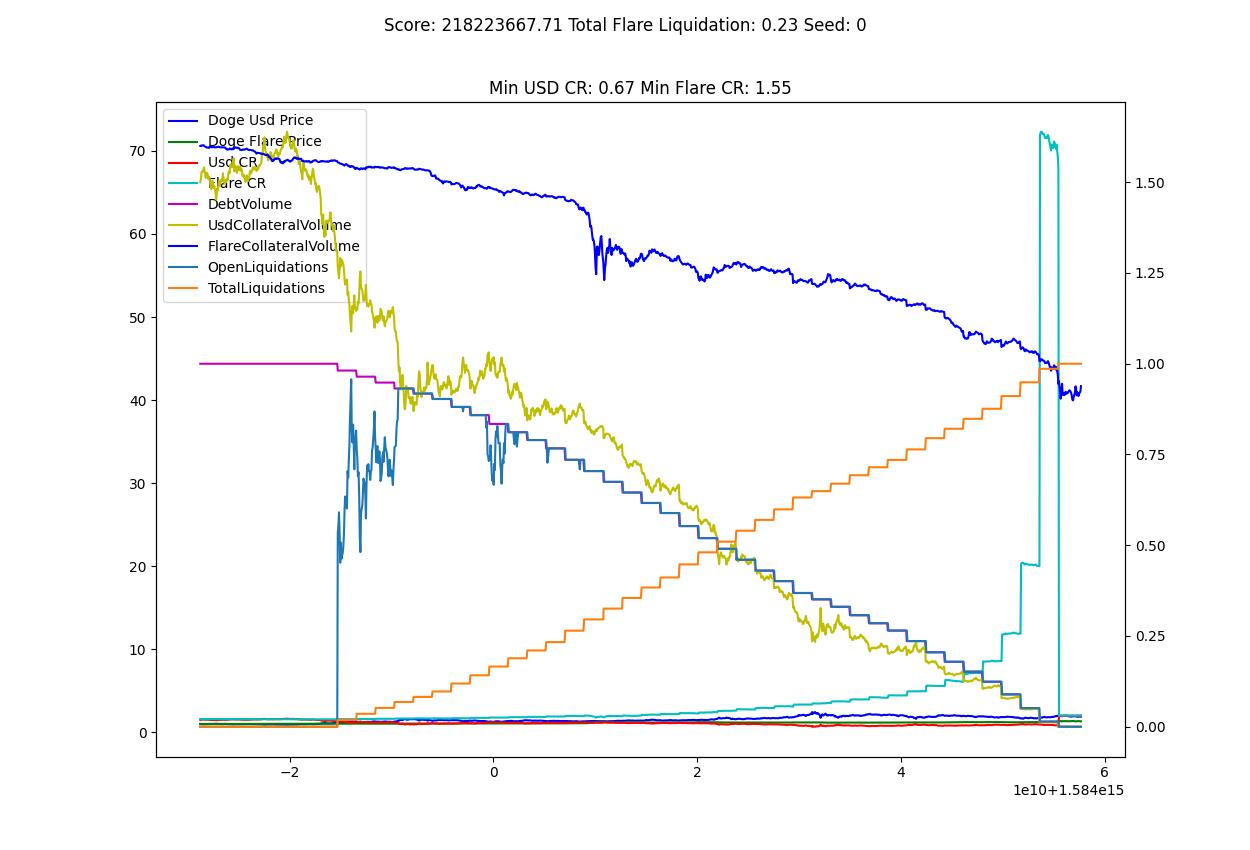 Score: 218223667.71 Total Flare Liquidation: 0.23 Seed: 0
Min USD CR: 0.67 Min Flare CR: 1.55
Doge Usd Price
Doge Flare Price
Usd CR
Flare CR
DebtVolume
UsdCollateralVolume
FlareCollateralVolume
OpenLiquidations
TotalLiquidations
70
60
50
40
30
20
10
0
1.50
1.25
1.00
0.75
0.50
0.25
0.00
−2
0
2
4
6
1e10+1.584e15